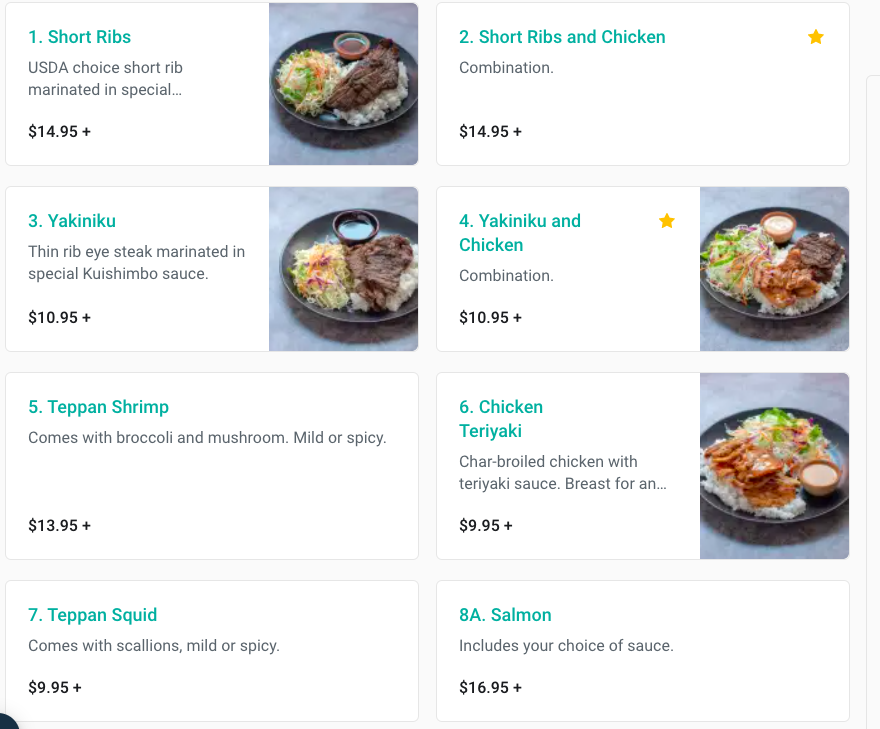 1. Short Ribs
USDA choice short rib
marinated in special…
$14.95 +
2. Short Ribs and Chicken
Combination.
$14.95 +
3. Yakiniku
Thin rib eye steak marinated in
special Kuishimbo sauce.
$10.95 +
4. Yakiniku and
Chicken
Combination.
$10.95 +
5. Teppan Shrimp
Comes with broccoli and mushroom. Mild or spicy.
$13.95 +
6. Chicken
Teriyaki
Char-broiled chicken with
teriyaki sauce. Breast for an…
$9.95 +
7. Teppan Squid
Comes with scallions, mild or spicy.
$9.95 +
8A. Salmon
Includes your choice of sauce.
$16.95 +